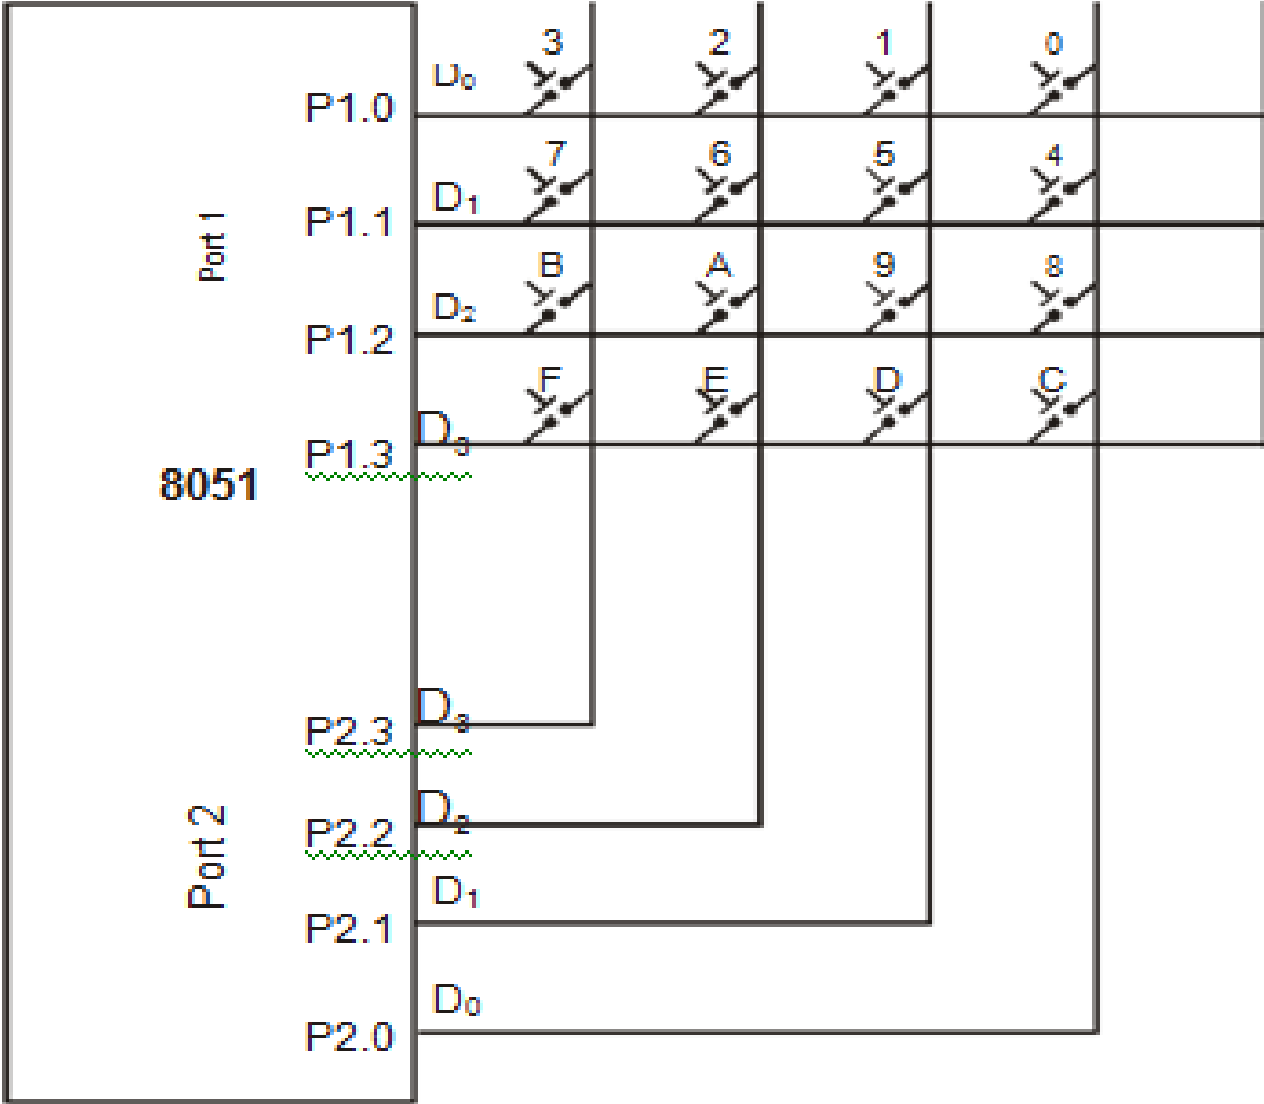 3 2 1 0
D₀
P1.0
7 6 5 4
D₁
P1.1
Port 1
B A 9 8
D₂
P1.2
F E D C
D₃
P1.3
8051
D₃
P2.3
D₂
P2.2
Port 2
D₁
P2.1
D₀
P2.0